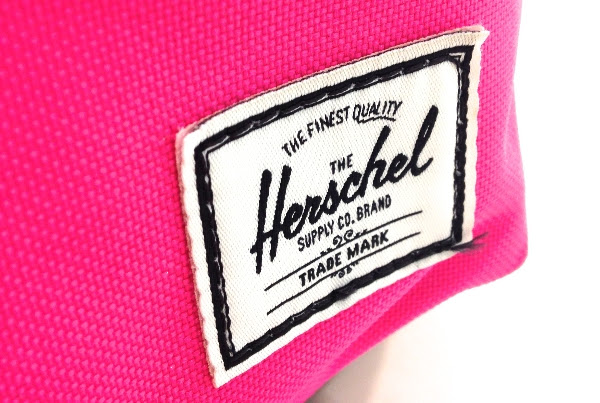 THE FINEST QUALITY
THE
Herschel
SUPPLY CO. BRAND
TRADE MARK